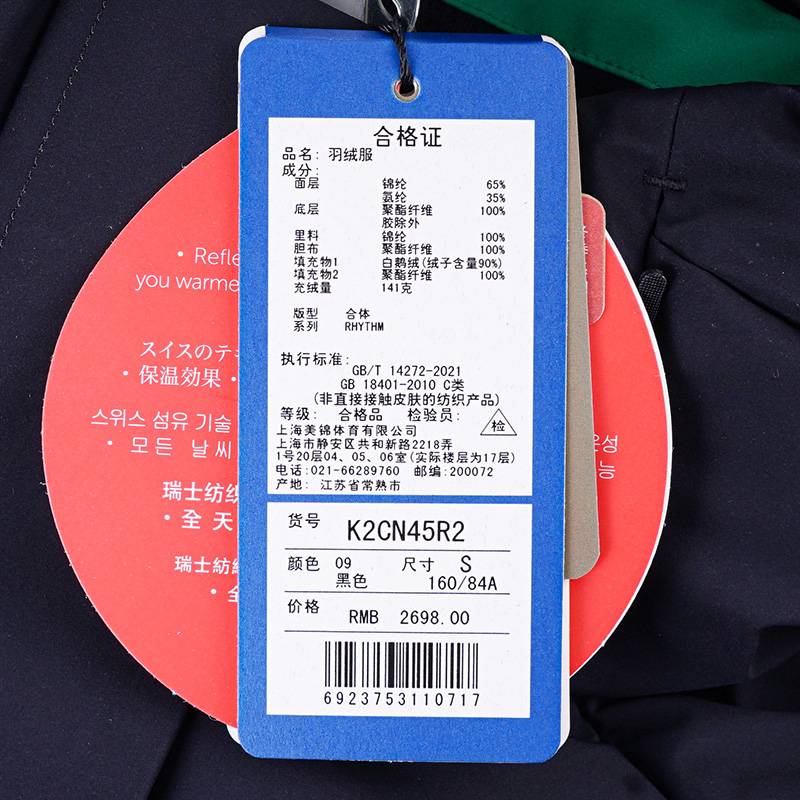 合格证
品名: 羽绒服
成分:
面层 锦纶 65%
氨纶 35%
底层 聚酯纤维 100%
胶除外
里料 锦纶 100%
胆布 聚酯纤维 100%
填充物1 白鹅绒(绒子含量90%)
填充物2 聚酯纤维 100%
充绒量 141克
版型 合体
系列 RHYTHM
执行标准:
GB/T 14272-2021
GB 18401-2010 C类
(非直接接触皮肤的纺织产品)
等级: 合格品 检验员: 检
上海美锦体育有限公司
上海市静安区共和新路2218弄
1号20层04、05、06室(实际楼层为17层)
电话:021-66289760 邮编:200072
产地: 江苏省常熟市
货号 K2CN45R2
颜色 09 尺寸 S
黑色 160/84A
价格 RMB 2698.00
6923753110717
• Refle
you warme
スイスのテ
• 保温効果 •
스위스 섬유 기술
• 모든 날씨
瑞士纺织
• 全天
瑞士紡
• 全
성
능